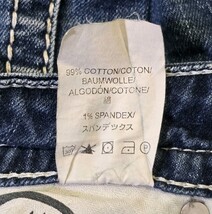 99% COTTON/COTON/
BAUMWOLLE/
ALGODÓN/COTONE/
綿
1% SPANDEX/
スパンデックス